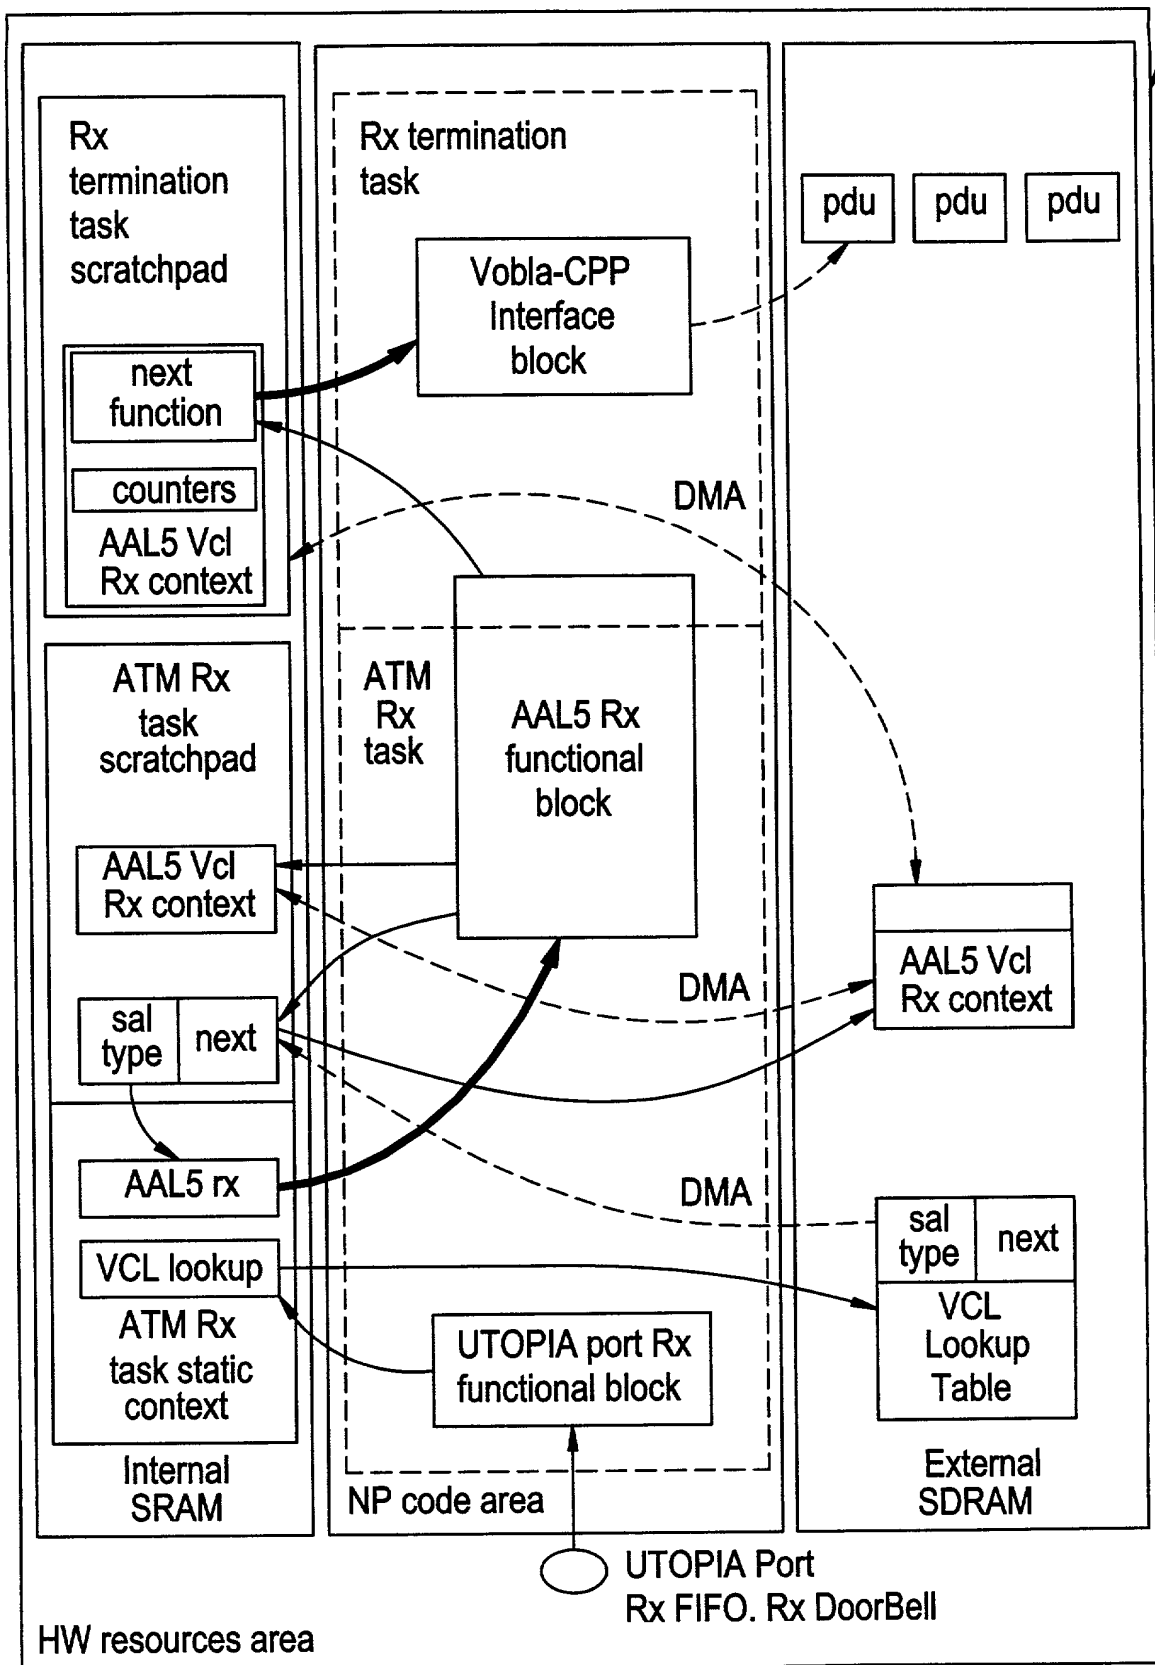 Rx
termination
task
scratchpad
next
function
counters
AAL5 Vcl
Rx context
ATM Rx
task
scratchpad
AAL5 Vcl
Rx context
sal
type
next
AAL5 rx
VCL lookup
ATM Rx
task static
context
Internal
SRAM
Rx termination
task
Vobla-CPP
Interface
block
DMA
ATM
Rx
task
AAL5 Rx
functional
block
DMA
DMA
UTOPIA port Rx
functional block
NP code area
pdu
pdu
pdu
AAL5 Vcl
Rx context
sal
type
next
VCL
Lookup
Table
External
SDRAM
UTOPIA Port
Rx FIFO. Rx DoorBell
HW resources area